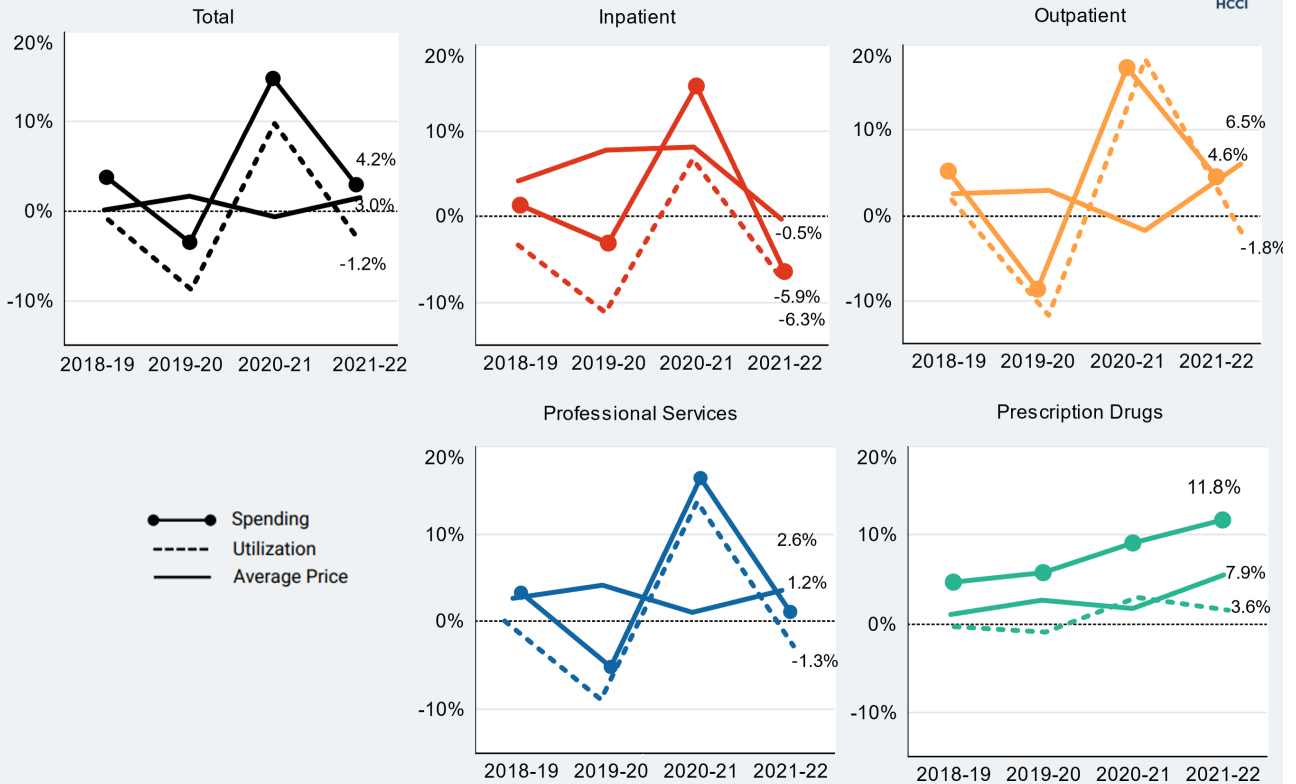 HCCI
Total
Inpatient
Outpatient
20%
10%
0%
-10%
4.2%
3.0%
-1.2%
2018-19 2019-20 2020-21 2021-22
20%
10%
0%
-10%
-0.5%
-5.9%
-6.3%
2018-19 2019-20 2020-21 2021-22
20%
10%
0%
-10%
6.5%
4.6%
-1.8%
2018-19 2019-20 2020-21 2021-22
Spending
Utilization
Average Price
Professional Services
20%
10%
0%
-10%
2.6%
1.2%
-1.3%
2018-19 2019-20 2020-21 2021-22
Prescription Drugs
20%
10%
0%
-10%
11.8%
7.9%
3.6%
2018-19 2019-20 2020-21 2021-22